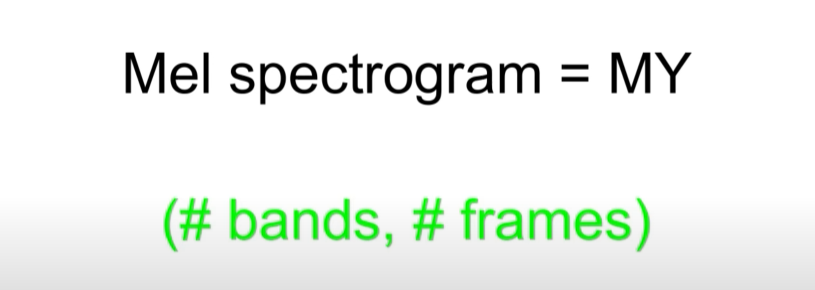 Mel spectrogram = MY
(# bands, # frames)